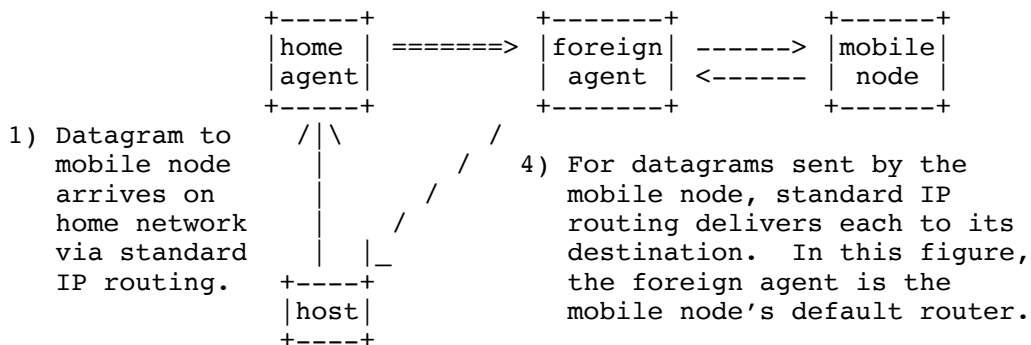 home =======> foreign ------> mobile
agent agent <------ node
1) Datagram to
mobile node
arrives on
home network
via standard
IP routing.
4) For datagrams sent by the
mobile node, standard IP
routing delivers each to its
destination. In this figure,
the foreign agent is the
mobile node's default router.
host